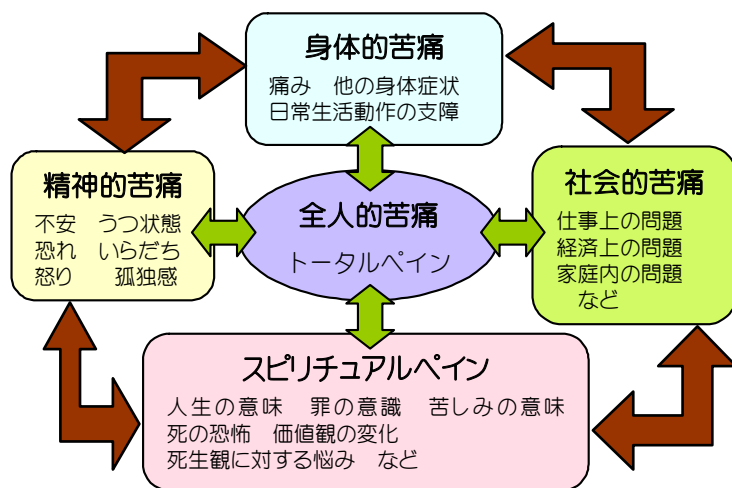 身体的苦痛
痛み　他の身体症状
日常生活動作の支障
精神的苦痛
不安　うつ状態
恐れ　いらだち
怒り　孤独感
全人的苦痛
トータルペイン
社会的苦痛
仕事上の問題
経済上の問題
家庭内の問題
など
スピリチュアルペイン
人生の意味　罪の意識　苦しみの意味
死の恐怖　価値観の変化
死生観に対する悩み　など